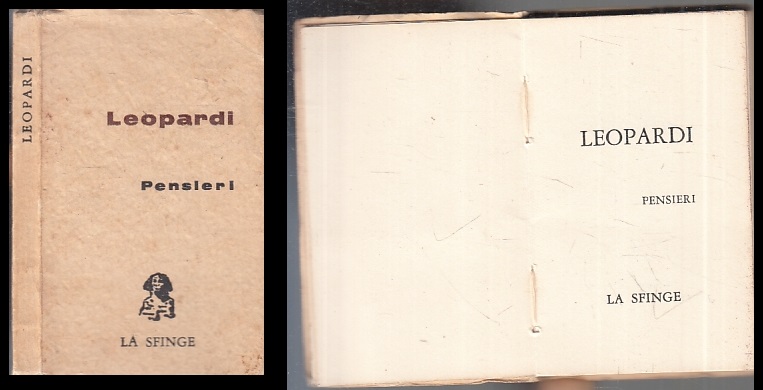 LEOPARDI
Leopardi
Pensieri
LA SFINGE
LEOPARDI
PENSIERI
LA SFINGE